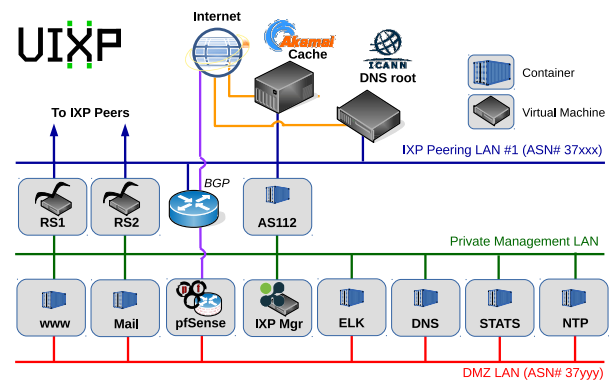 UIXP
Internet
Akamai
Cache
ICANN
DNS root
Container
Virtual Machine
To IXP Peers
IXP Peering LAN #1 (ASN# 37xxx)
BGP
RS1
RS2
AS112
Private Management LAN
pf
www
Mail
pfSense
IXP Mgr
ELK
DNS
STATS
NTP
DMZ LAN (ASN# 37yyy)